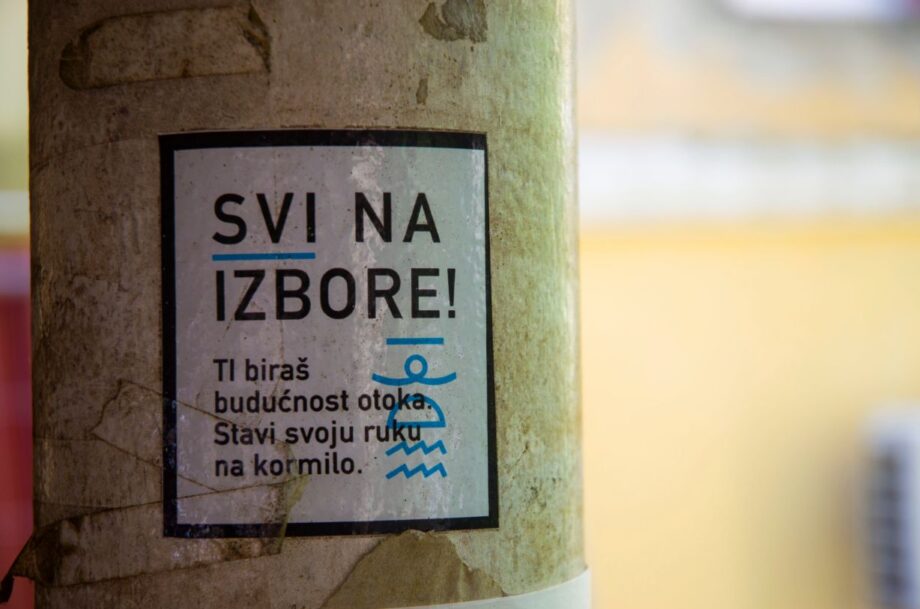 SVI NA
IZBORE!
TI biraš
budućnost otoka.
Stavi svoju ruku
na kormilo.